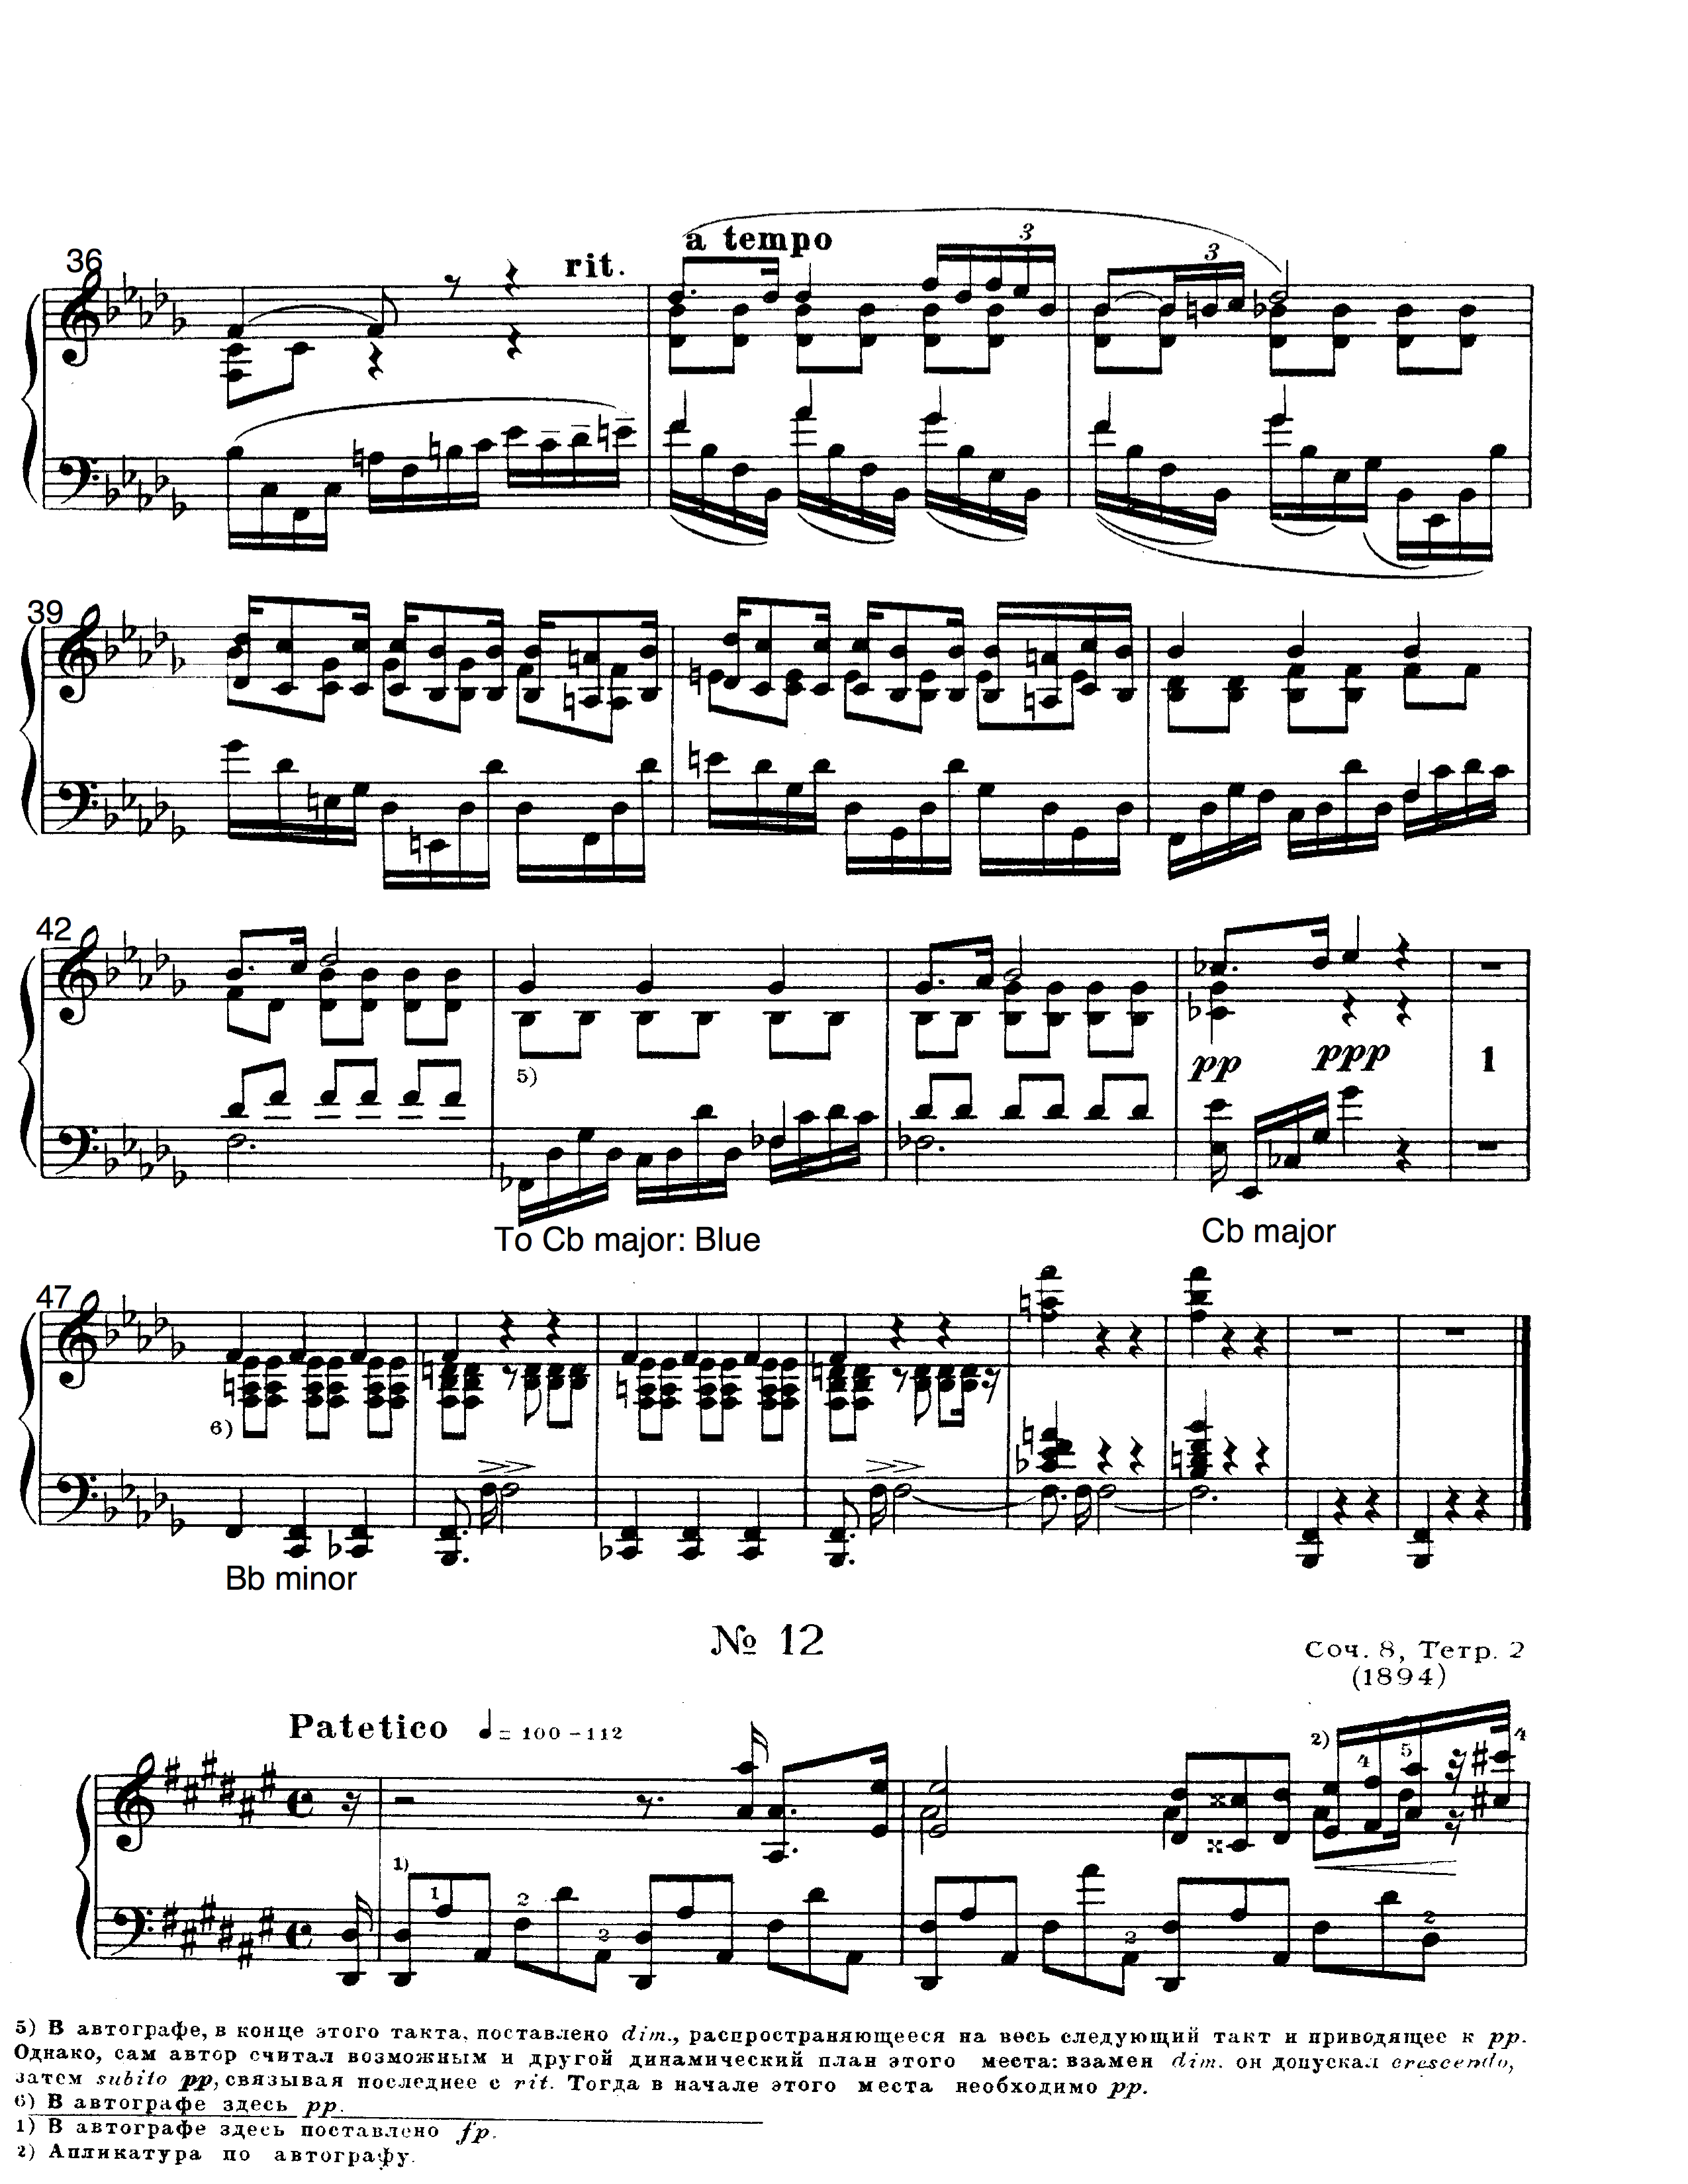 36
rit.
a tempo
3
3
39
42
5)
pp
ppp
1
To Cb major: Blue
Cb major
47
6)
Bb minor
№ 12
Соч. 8, Тетр. 2
(1894)
Patetico ♩= 100–112
2)
4
5
4
1)
1
2
2
2
2
5) В автографе, в конце этого такта, поставлено dim., распространяющееся на весь следующий такт и приводящее к pp.
Однако, сам автор считал возможным и другой динамический план этого места: взамен dim. он допускал crescendo,
затем subito pp, связывая последнее с rit. Тогда в начале этого места необходимо pp.
6) В автографе здесь pp.
1) В автографе здесь поставлено fp.
2) Апликатура по автографу.